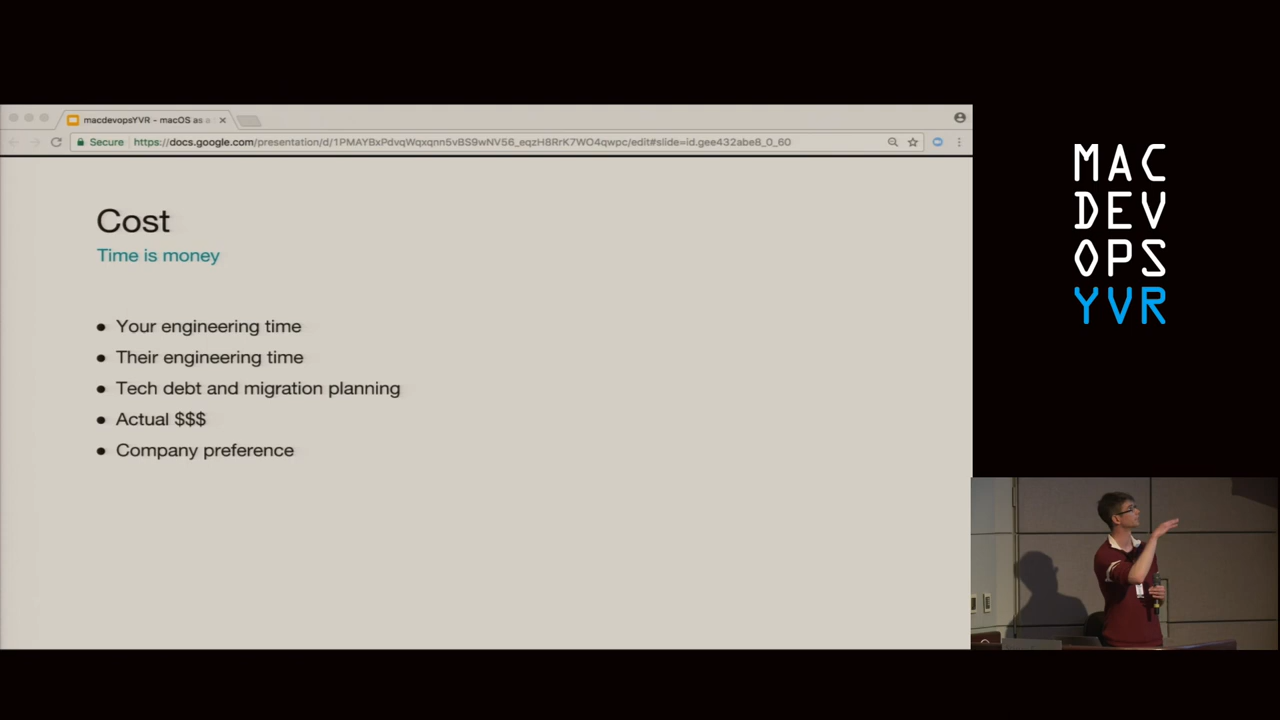 macdevopsYVR - macOS as a
Secure
https://docs.google.com/presentation/d/1PMAYBxPdvqWqxqnn5vBS9wNV56_eqzH8RrK7WO4qwpc/edit#slide=id.gee432abe8_0_60
Cost
Time is money
● Your engineering time
● Their engineering time
● Tech debt and migration planning
● Actual $$$
● Company preference
MAC
DEV
OPS
YVR